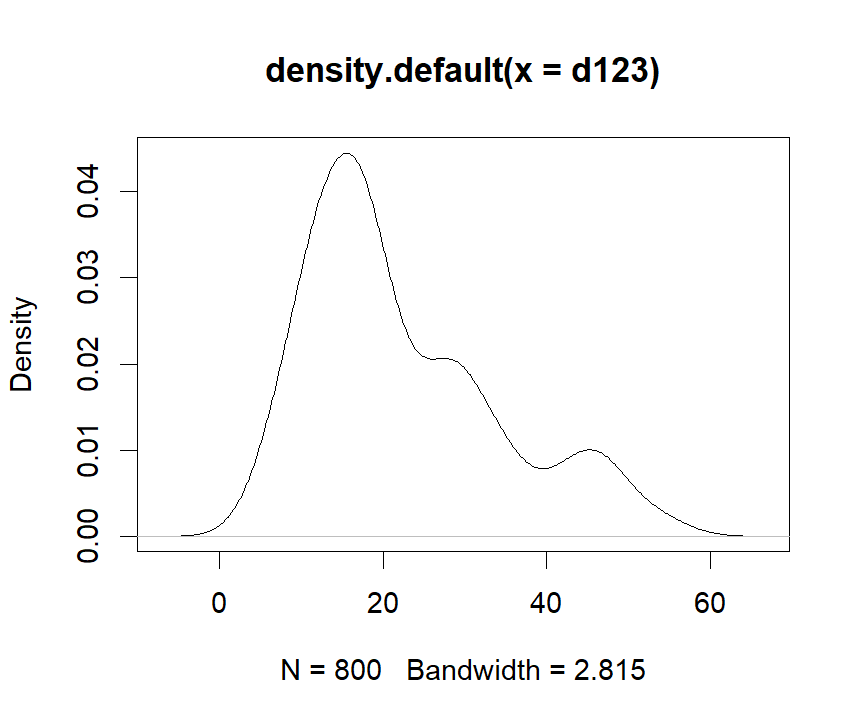 density.default(x = d123)
Density
0.04
0.03
0.02
0.01
0.00
0 20 40 60
N = 800 Bandwidth = 2.815